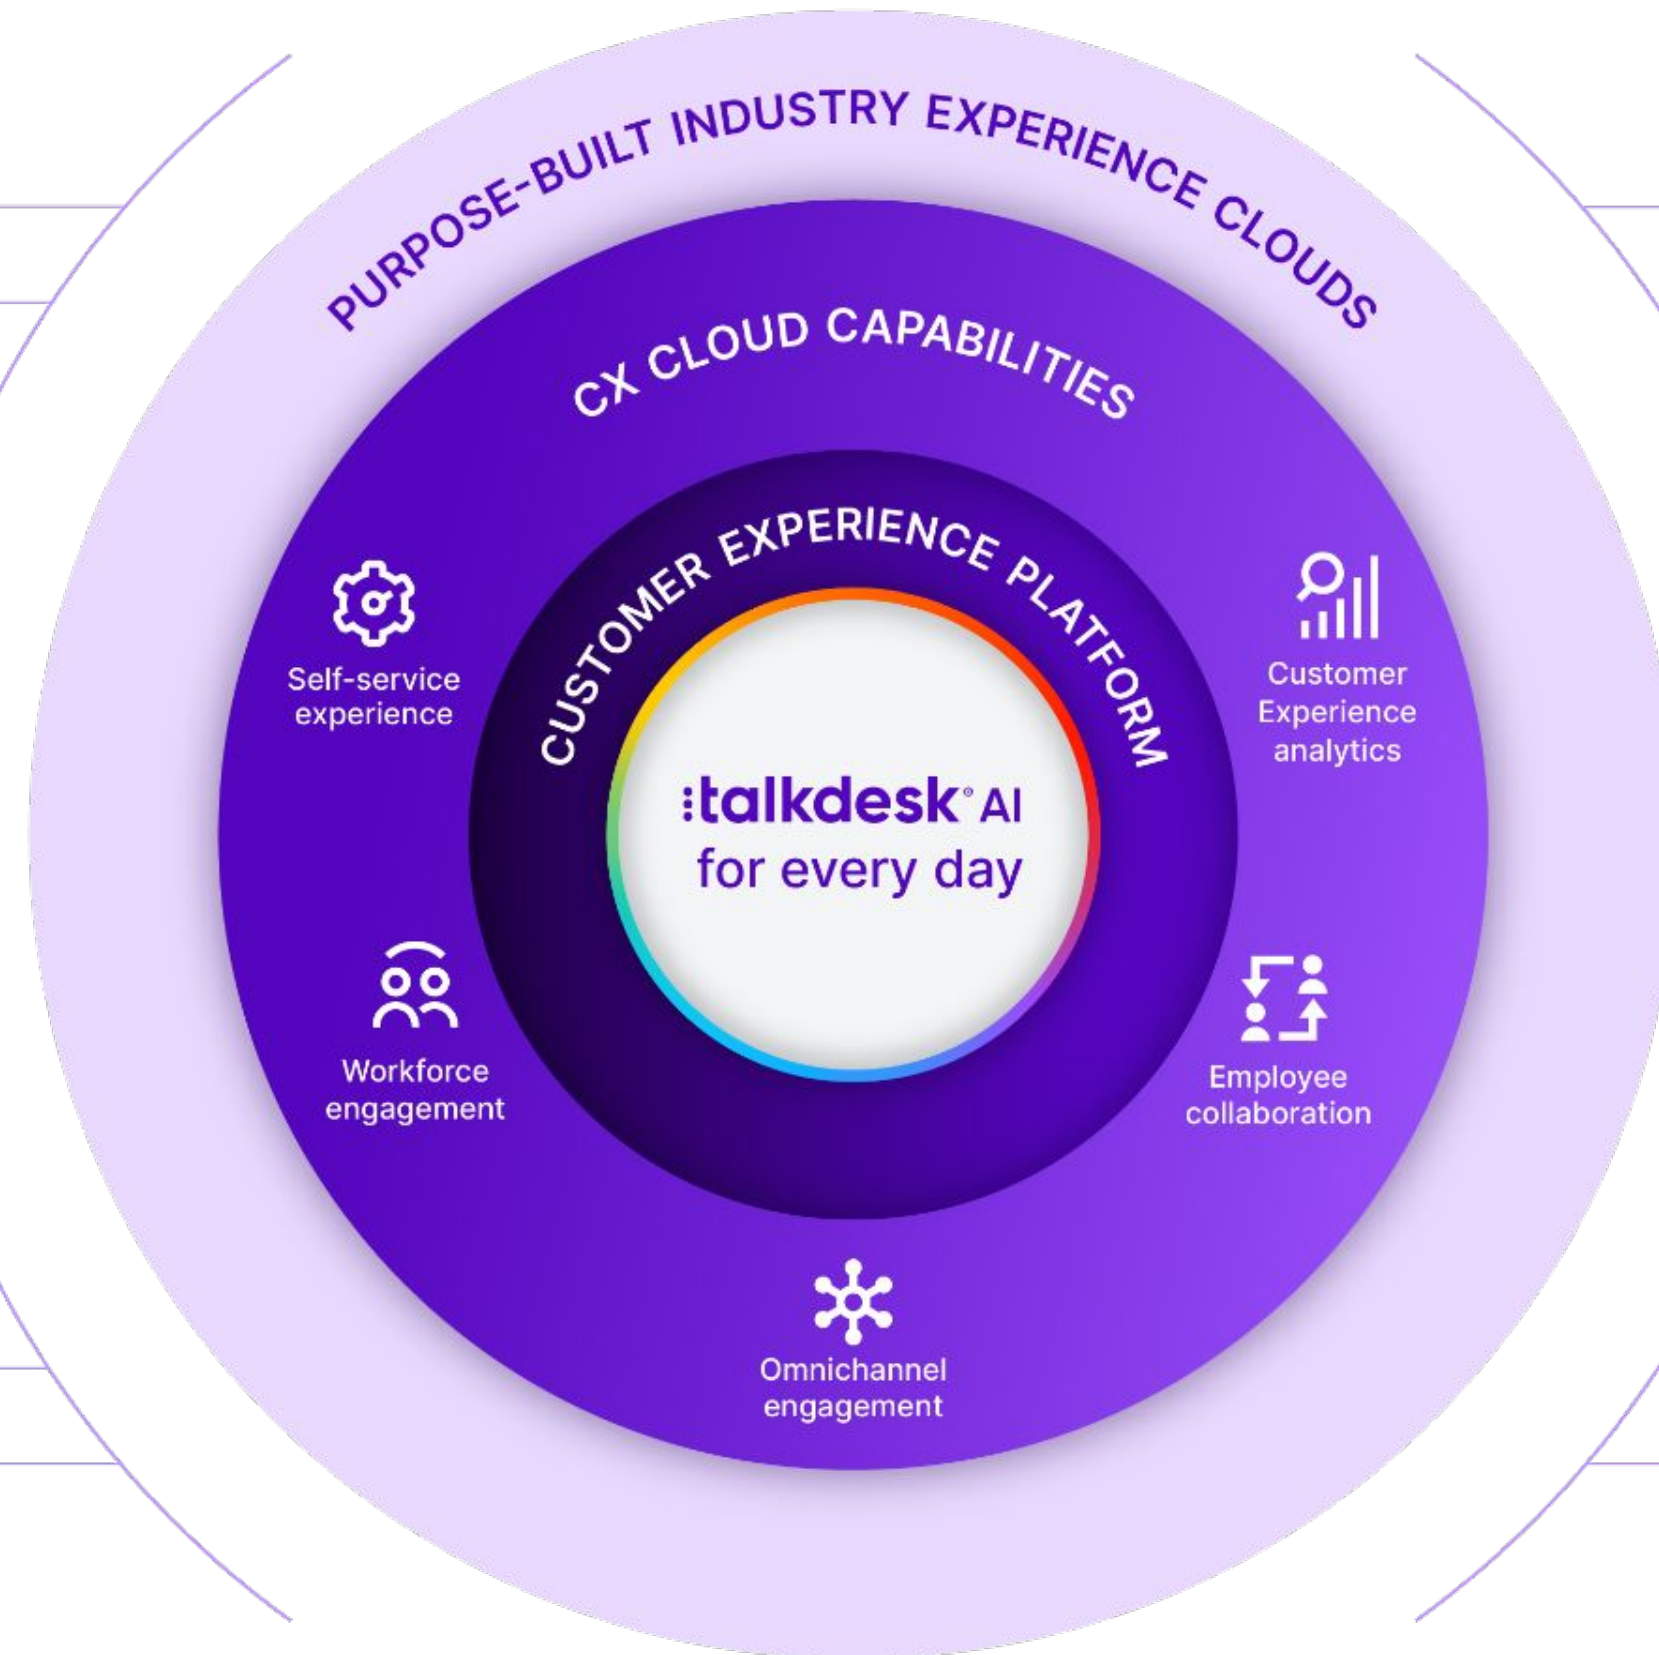 PURPOSE-BUILT INDUSTRY EXPERIENCE CLOUDS
CX CLOUD CAPABILITIES
CUSTOMER EXPERIENCE PLATFORM
talkdesk® AI
for every day
Self-service
experience
Customer
Experience
analytics
Workforce
engagement
Employee
collaboration
Omnichannel
engagement